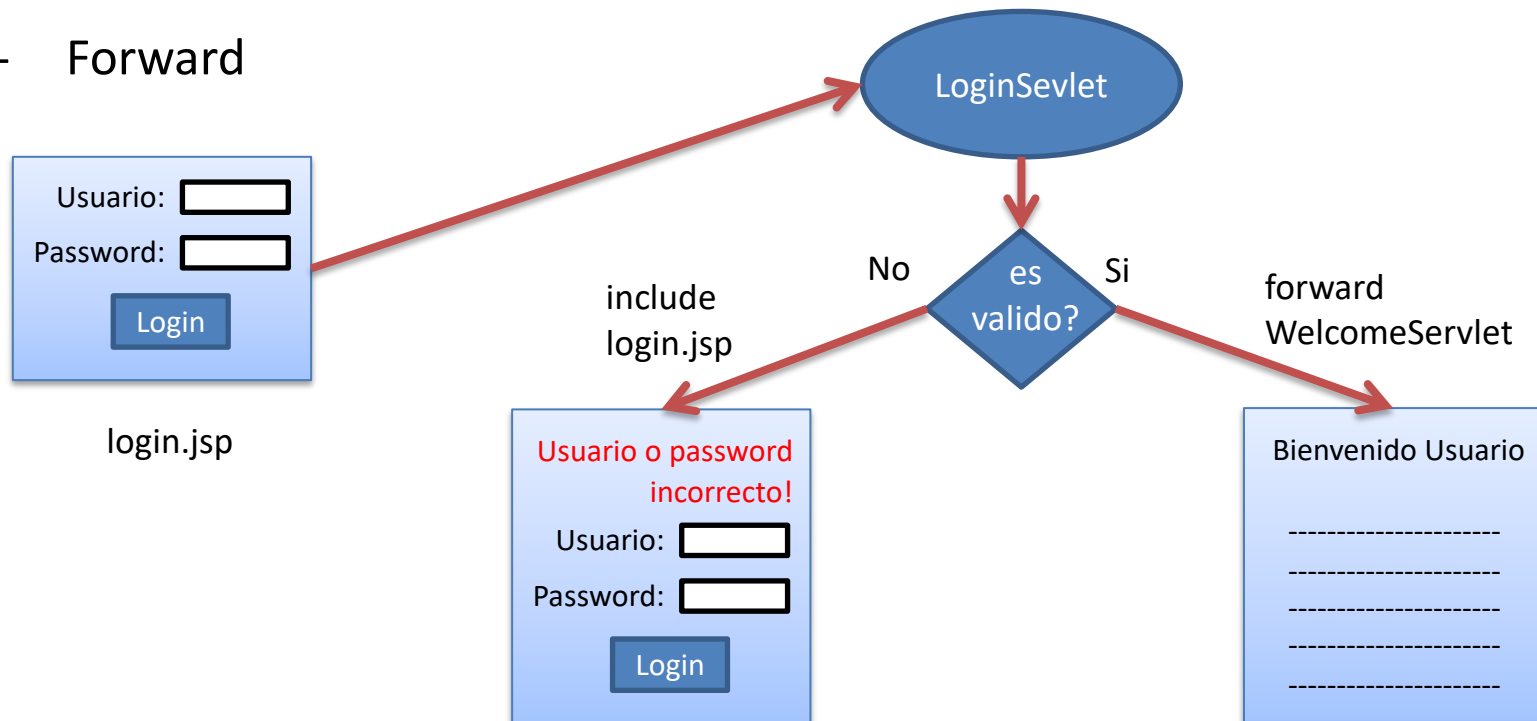 - Forward
LoginSevlet
Usuario:
Password:
Login
login.jsp
es
valido?
No
Si
include
login.jsp
forward
WelcomeServlet
Usuario o password
incorrecto!
Usuario:
Password:
Login
Bienvenido Usuario
----------------------
----------------------
----------------------
----------------------
----------------------